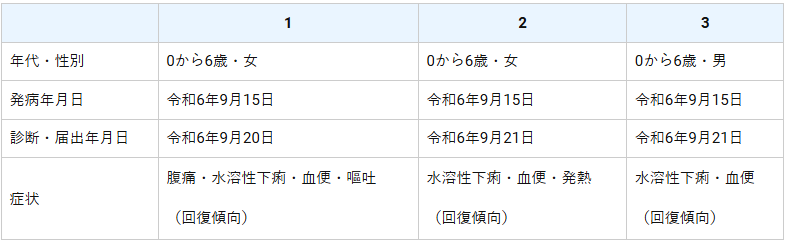 1 2 3
年代・性別 0から6歳・女 0から6歳・女 0から6歳・男
発病年月日 令和6年9月15日 令和6年9月15日 令和6年9月15日
診断・届出年月日 令和6年9月20日 令和6年9月21日 令和6年9月21日
症状 腹痛・水溶性下痢・血便・嘔吐 水溶性下痢・血便・発熱 水溶性下痢・血便
（回復傾向） （回復傾向） （回復傾向）